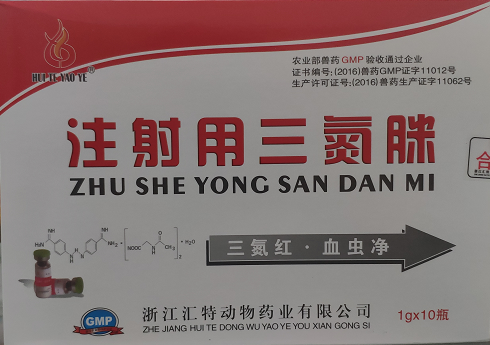 HUI TE YAO YE®
农业部兽药GMP验收通过企业
证书编号:(2016)兽药GMP证字11012号
生产许可证号:(2016)兽药生产证字11062号
注射用三氮脒
ZHU SHE YONG SAN DAN MI
合
三氮红·血虫净
GMP
浙江汇特动物药业有限公司
ZHE JIANG HUI TE DONG WU YAO YE YOU XIAN GONG SI
1gx10瓶